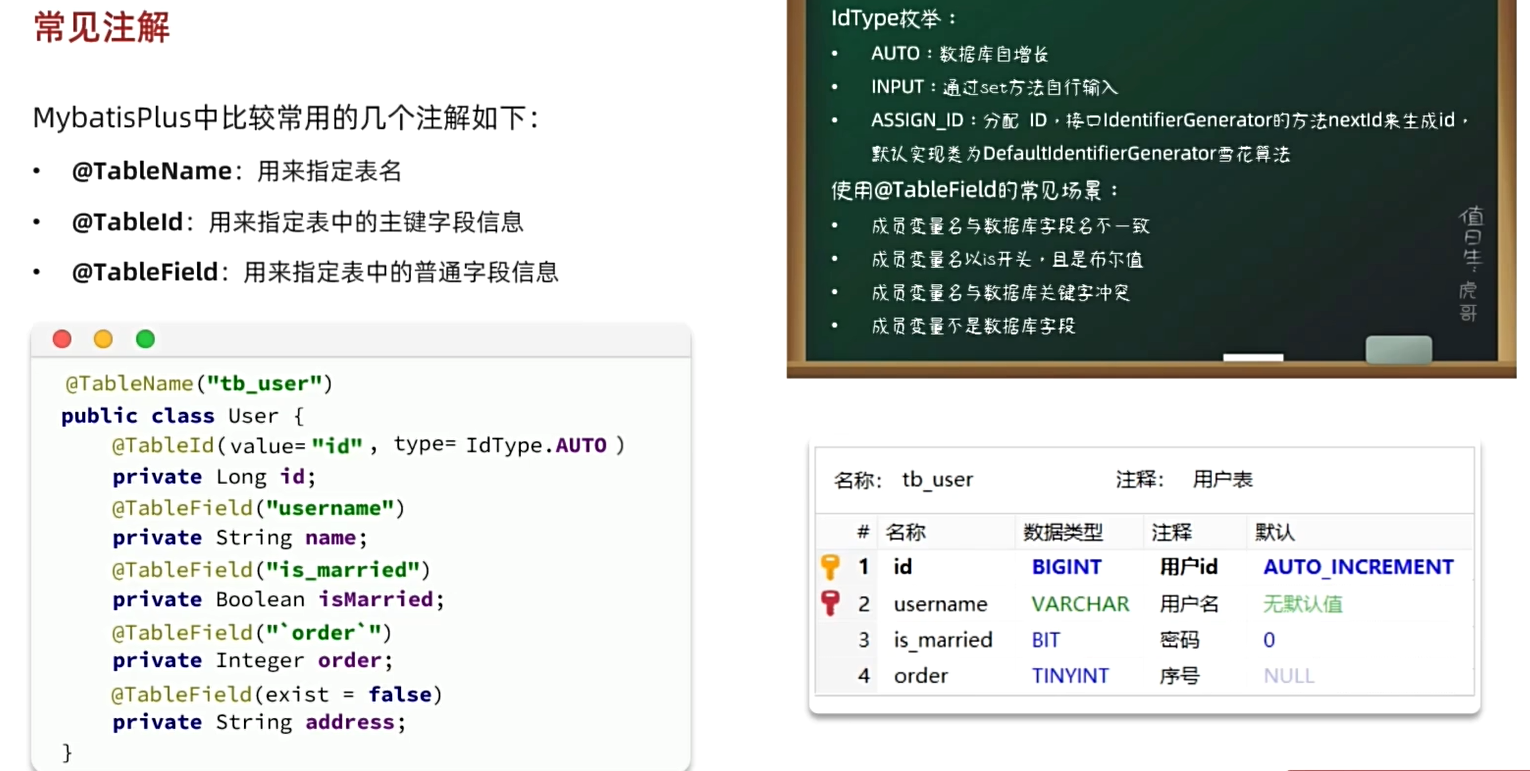 常见注解
MybatisPlus中比较常用的几个注解如下：
• @TableName：用来指定表名
• @TableId：用来指定表中的主键字段信息
• @TableField：用来指定表中的普通字段信息
@TableName("tb_user")
public class User {
@TableId(value="id", type= IdType.AUTO )
private Long id;
@TableField("username")
private String name;
@TableField("is_married")
private Boolean isMarried;
@TableField("`order`")
private Integer order;
@TableField(exist = false)
private String address;
}
IdType枚举：
• AUTO：数据库自增长
• INPUT：通过set方法自行输入
• ASSIGN_ID：分配 ID，接口IdentifierGenerator的方法nextId来生成id，
默认实现类为DefaultIdentifierGenerator雪花算法
使用@TableField的常见场景：
• 成员变量名与数据库字段名不一致
• 成员变量名以is开头，且是布尔值
• 成员变量名与数据库关键字冲突
• 成员变量不是数据库字段
值日生：虎哥
名称： tb_user 注释： 用户表
# 名称 数据类型 注释 默认
1 id BIGINT 用户id AUTO_INCREMENT
2 username VARCHAR 用户名 无默认值
3 is_married BIT 密码 0
4 order TINYINT 序号 NULL